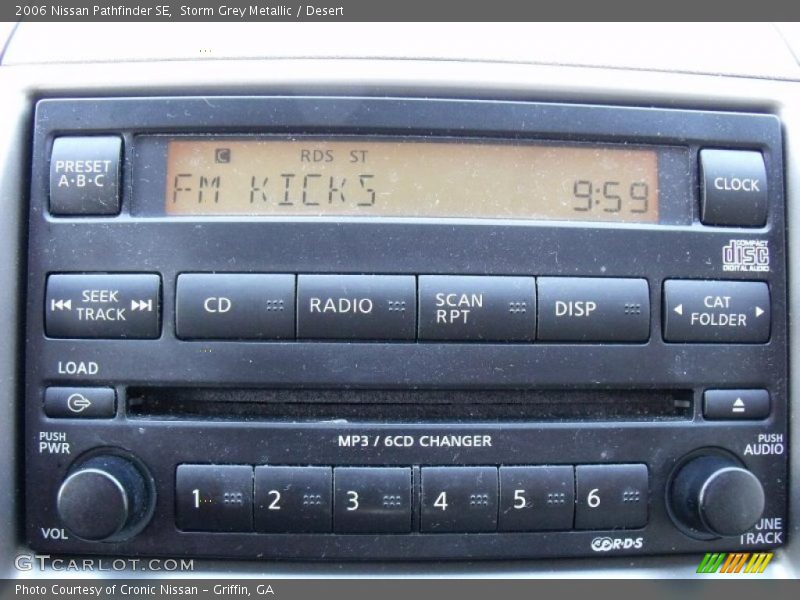 2006 Nissan Pathfinder SE,  Storm Grey Metallic / Desert
C RDS ST
FM KICKS 9:59
PRESET
A·B·C
CLOCK
COMPACT
disc
DIGITAL AUDIO
SEEK
TRACK
CD
RADIO
SCAN
RPT
DISP
CAT
FOLDER
LOAD
PUSH
PWR
MP3 / 6CD CHANGER
PUSH
AUDIO
1 2 3 4 5 6
VOL
TUNE
TRACK
R·D·S
GTCARLOT.COM
Photo Courtesy of Cronic Nissan – Griffin, GA